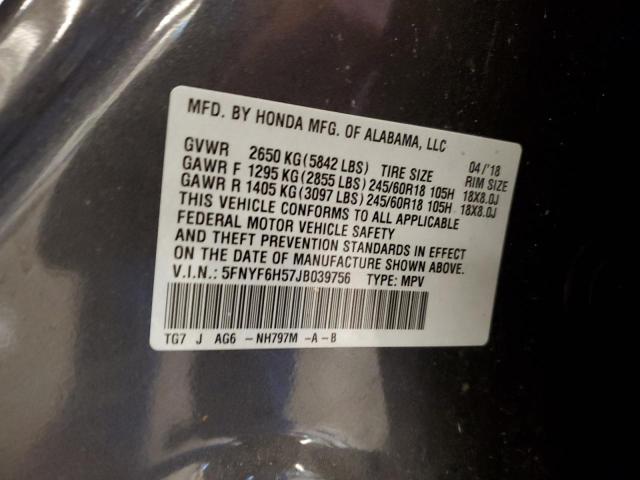 MFD. BY HONDA MFG. OF ALABAMA, LLC 04/'18
GVWR 2650 KG(5842 LBS) TIRE SIZE RIM SIZE
GAWR F 1295 KG(2855 LBS) 245/60R18 105H 18X8.0J
GAWR R 1405 KG(3097 LBS) 245/60R18 105H 18X8.0J
THIS VEHICLE CONFORMS TO ALL APPLICABLE
FEDERAL MOTOR VEHICLE SAFETY
AND THEFT PREVENTION STANDARDS IN EFFECT
ON THE DATE OF MANUFACTURE SHOWN ABOVE.
V.I.N.: 5FNYF6H57JB039756 TYPE: MPV
TG7 J AG6 -NH797M -A-B